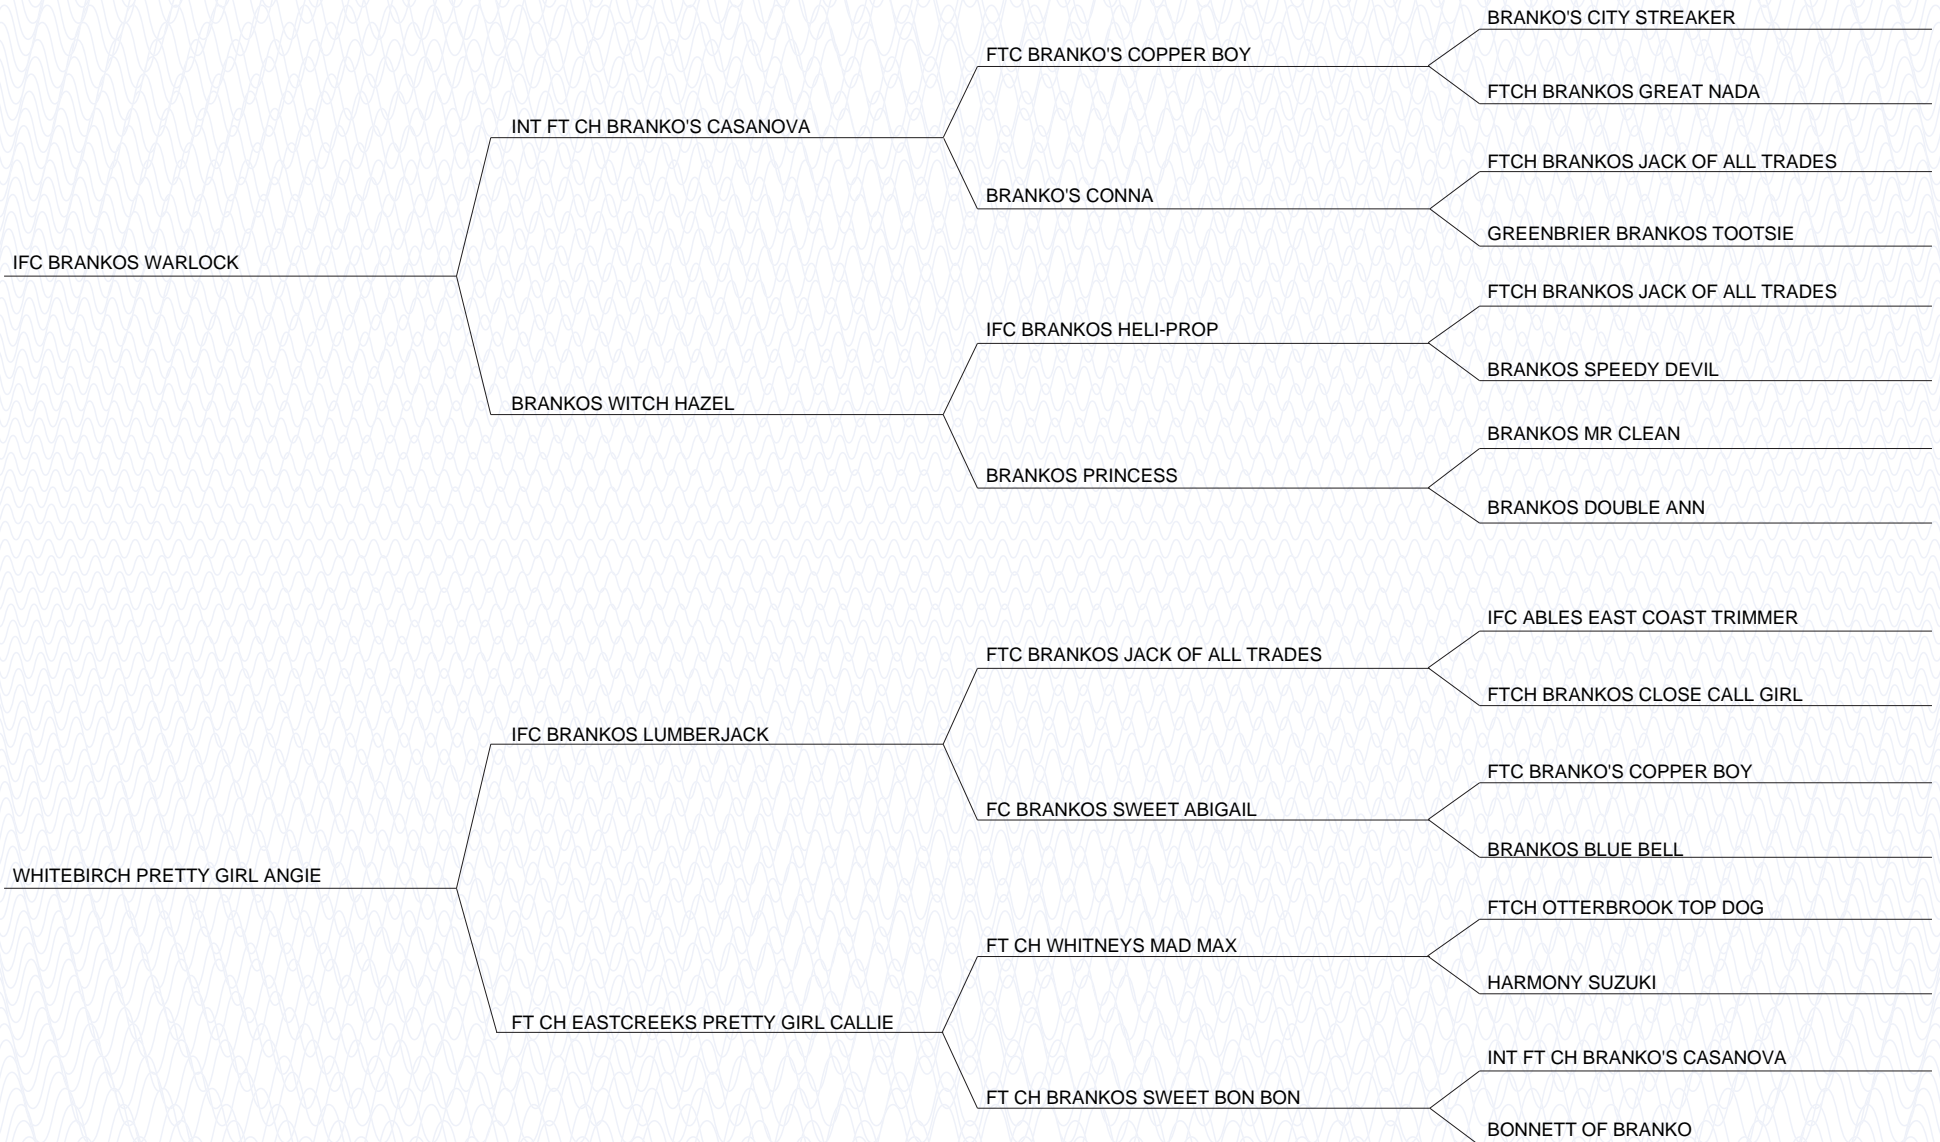 BRANKO'S CITY STREAKER
FTC BRANKO'S COPPER BOY
FTCH BRANKOS GREAT NADA
INT FT CH BRANKO'S CASANOVA
FTCH BRANKOS JACK OF ALL TRADES
BRANKO'S CONNA
GREENBRIER BRANKOS TOOTSIE
IFC BRANKOS WARLOCK
FTCH BRANKOS JACK OF ALL TRADES
IFC BRANKOS HELI-PROP
BRANKOS SPEEDY DEVIL
BRANKOS WITCH HAZEL
BRANKOS MR CLEAN
BRANKOS PRINCESS
BRANKOS DOUBLE ANN
IFC ABLES EAST COAST TRIMMER
FTC BRANKOS JACK OF ALL TRADES
FTCH BRANKOS CLOSE CALL GIRL
IFC BRANKOS LUMBERJACK
FTC BRANKO'S COPPER BOY
FC BRANKOS SWEET ABIGAIL
BRANKOS BLUE BELL
WHITEBIRCH PRETTY GIRL ANGIE
FTCH OTTERBROOK TOP DOG
FT CH WHITNEYS MAD MAX
HARMONY SUZUKI
FT CH EASTCREEKS PRETTY GIRL CALLIE
INT FT CH BRANKO'S CASANOVA
FT CH BRANKOS SWEET BON BON
BONNETT OF BRANKO